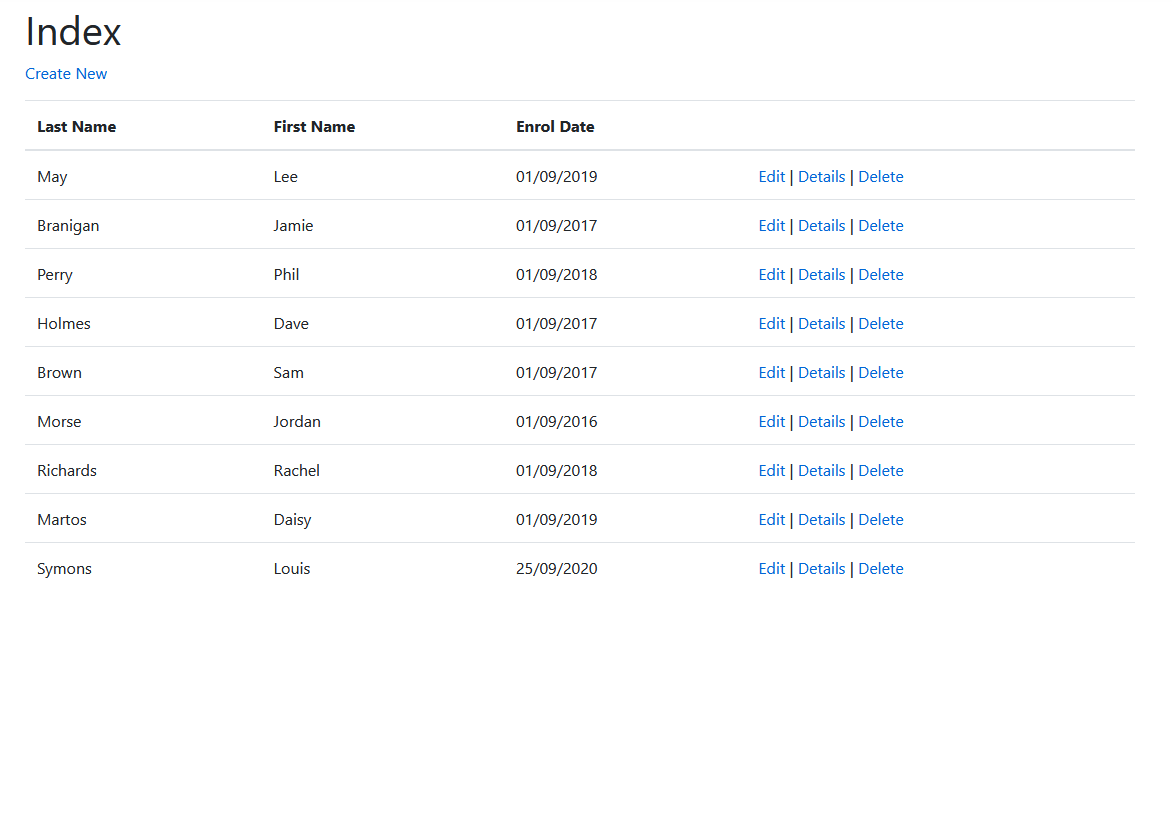 Index
Create New
Last Name First Name Enrol Date
May Lee 01/09/2019 Edit | Details | Delete
Branigan Jamie 01/09/2017 Edit | Details | Delete
Perry Phil 01/09/2018 Edit | Details | Delete
Holmes Dave 01/09/2017 Edit | Details | Delete
Brown Sam 01/09/2017 Edit | Details | Delete
Morse Jordan 01/09/2016 Edit | Details | Delete
Richards Rachel 01/09/2018 Edit | Details | Delete
Martos Daisy 01/09/2019 Edit | Details | Delete
Symons Louis 25/09/2020 Edit | Details | Delete